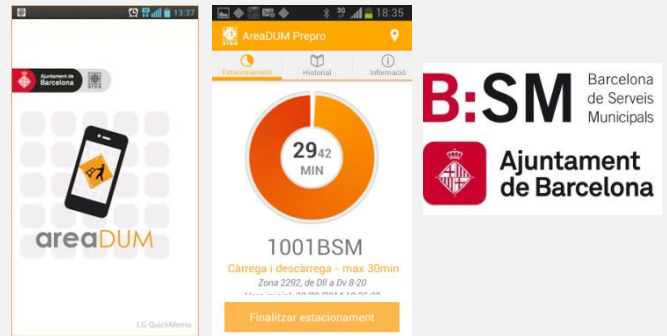 13:37
Ajuntament de
Barcelona
areaDUM
LG QuickMemo
18:35
AreaDUM Prepro
area
Estacionament
Historial
Informació
29:42
MIN
1001BSM
Càrrega i descàrrega - max 30min
Zona 2292, de Dll a Dv 8-20
Finalitzar estacionament
B:SM
Barcelona
de Serveis
Municipals
Ajuntament
de Barcelona